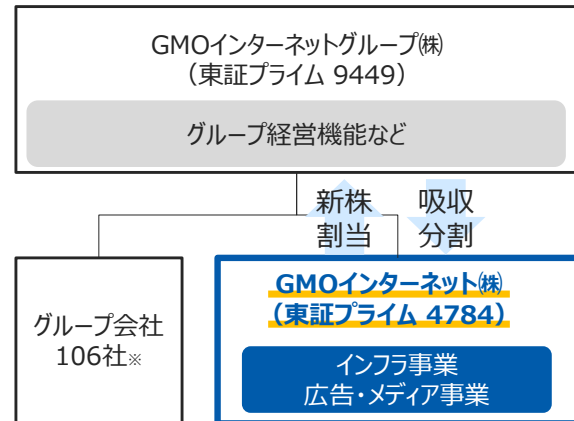 GMOインターネットグループ㈱
（東証プライム 9449）
グループ経営機能など
新株
割当
吸収
分割
グループ会社
106社※
GMOインターネット㈱
（東証プライム 4784）
インフラ事業
広告・メディア事業